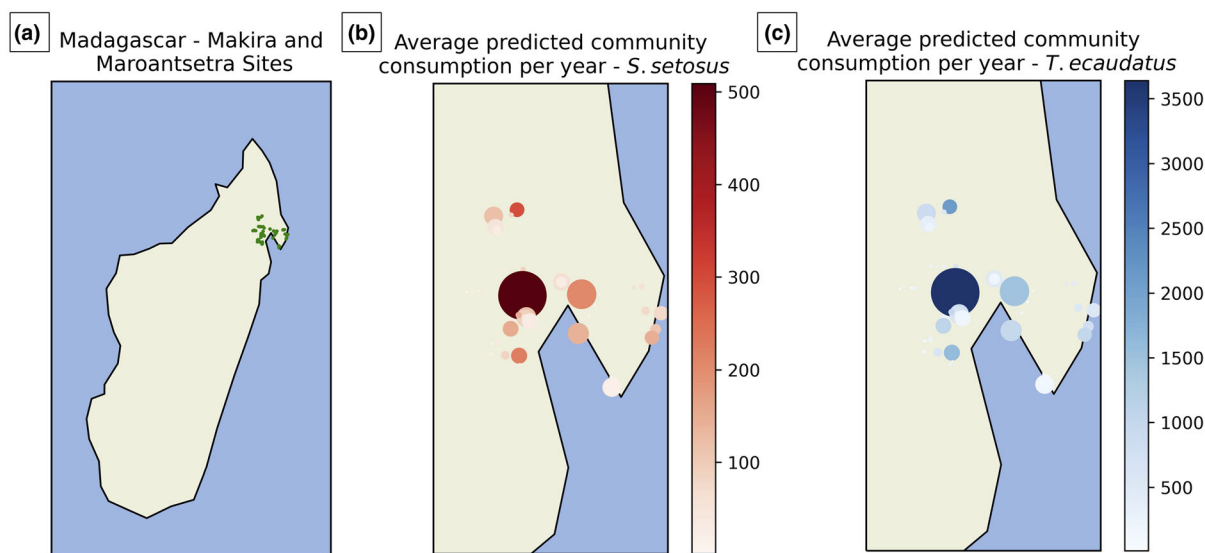 (a)
Madagascar - Makira and
Maroantsetra Sites
(b)
Average predicted community
consumption per year - S. setosus
500
400
300
200
100
(c)
Average predicted community
consumption per year - T. ecaudatus
3500
3000
2500
2000
1500
1000
500